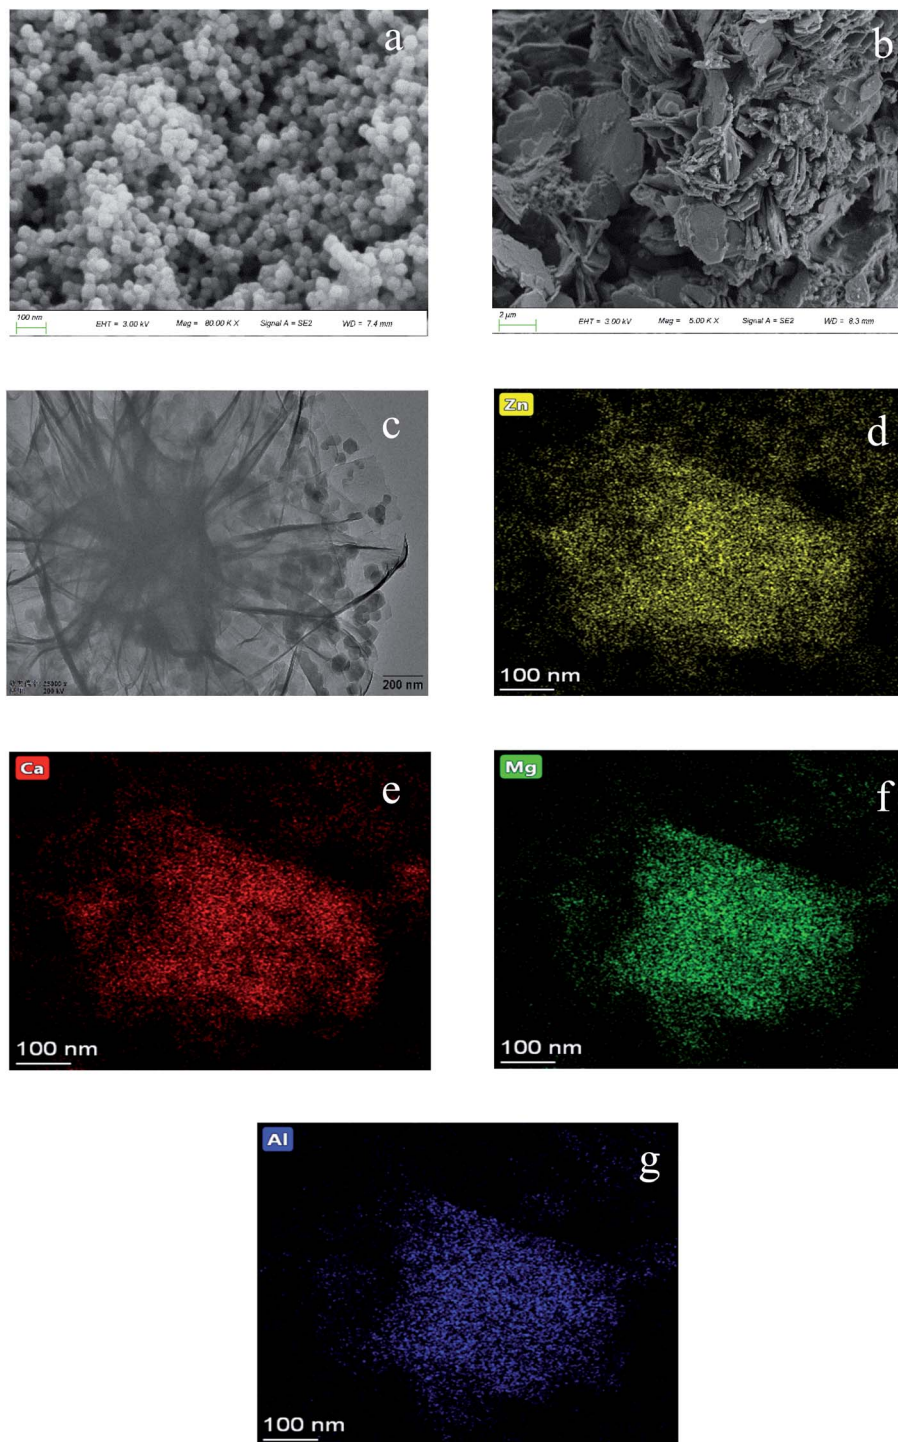 a
100 nm
EHT = 3.00 kV Mag = 80.00 K X Signal A = SE2 WD = 7.4 mm
b
2 µm
EHT = 3.00 kV Mag = 5.00 K X Signal A = SE2 WD = 8.3 mm
c
200 kV
200 nm
Zn
d
100 nm
Ca
e
100 nm
Mg
f
100 nm
Al
g
100 nm